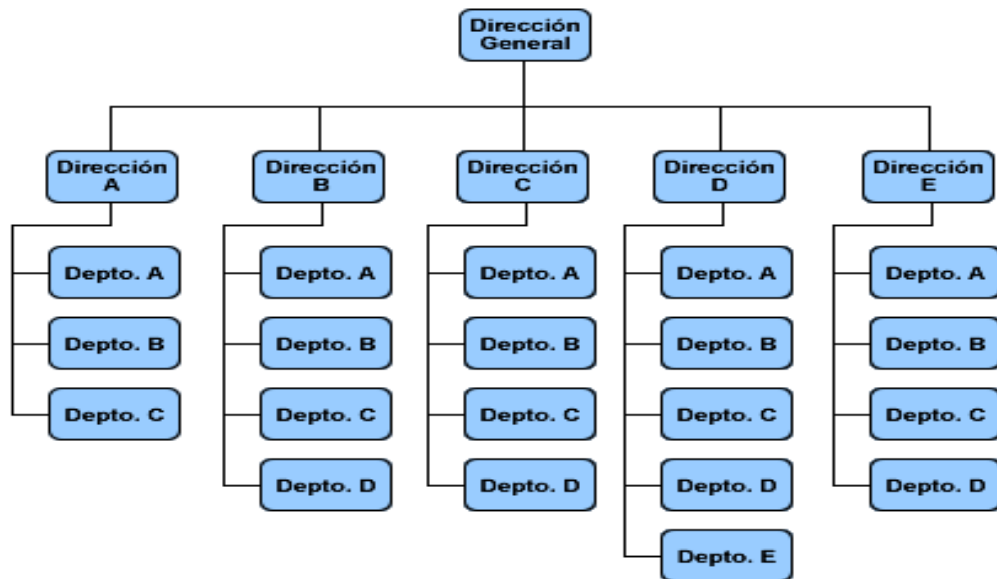 Dirección
General
Dirección
A
Dirección
B
Dirección
C
Dirección
D
Dirección
E
Depto. A
Depto. B
Depto. C
Depto. A
Depto. B
Depto. C
Depto. D
Depto. A
Depto. B
Depto. C
Depto. D
Depto. A
Depto. B
Depto. C
Depto. D
Depto. E
Depto. A
Depto. B
Depto. C
Depto. D